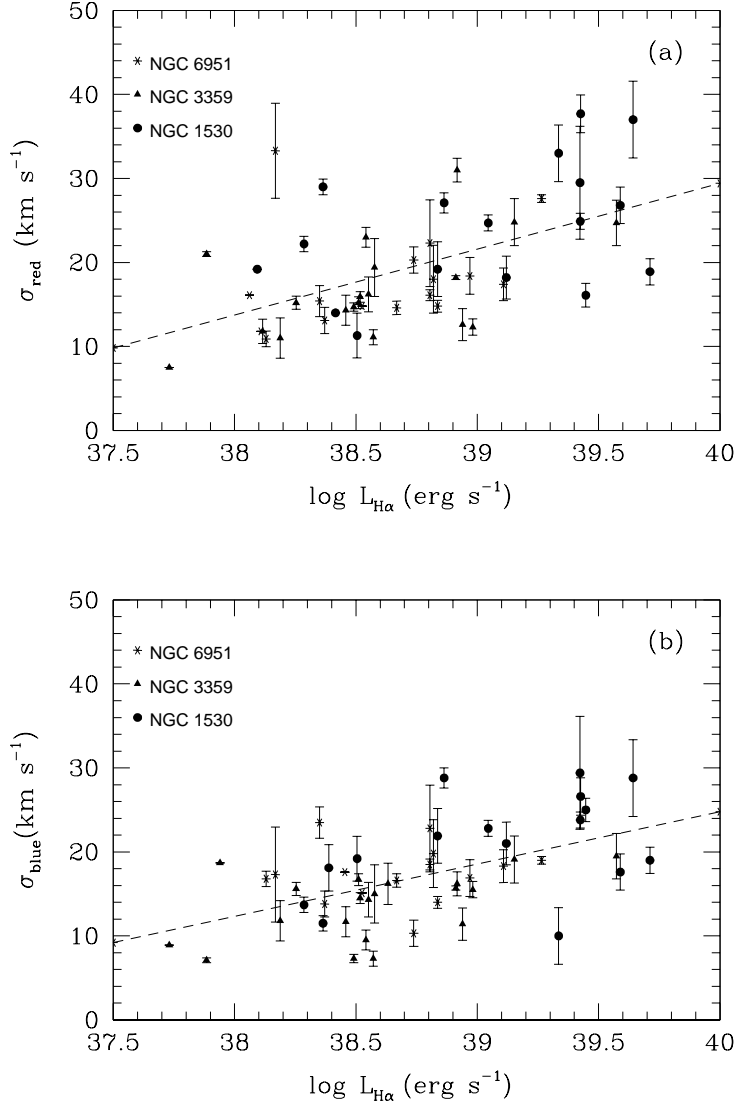 50
(a)
NGC 6951
NGC 3359
NGC 1530
40
30
20
10
0
σred (km s⁻¹)
37.5 38 38.5 39 39.5 40
log LHα (erg s⁻¹)
50
(b)
NGC 6951
NGC 3359
NGC 1530
40
30
20
10
0
σblue(km s⁻¹)
37.5 38 38.5 39 39.5 40
log LHα (erg s⁻¹)